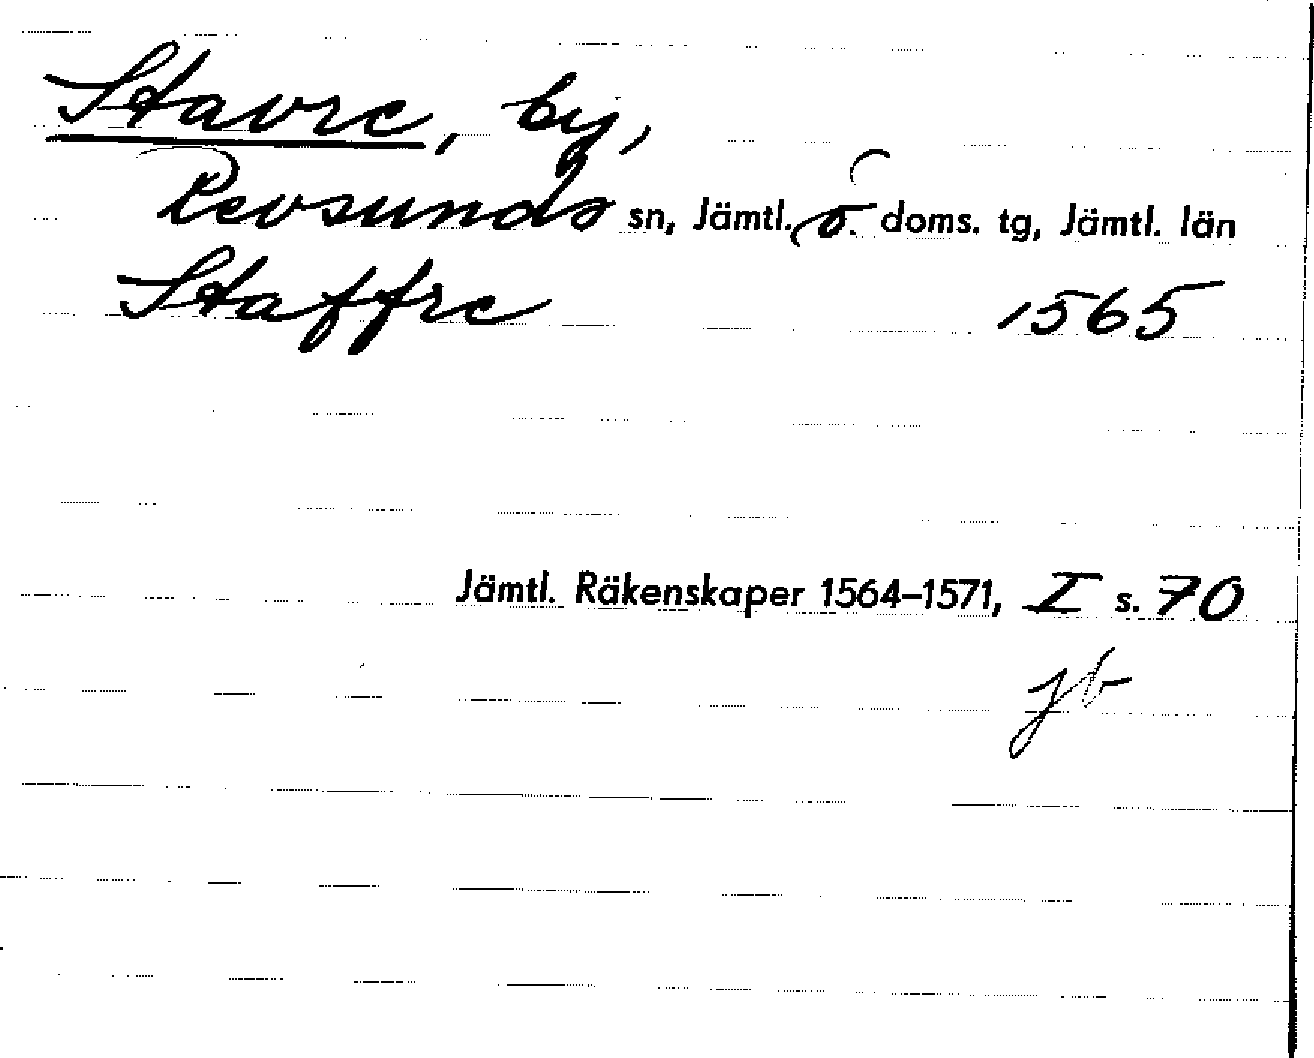 Stavre, by,
Revsunds sn, Jämtl. ö. doms. tg, Jämtl. län
Staffre 1565
Jämtl. Räkenskaper 1564–1571, I s. 70